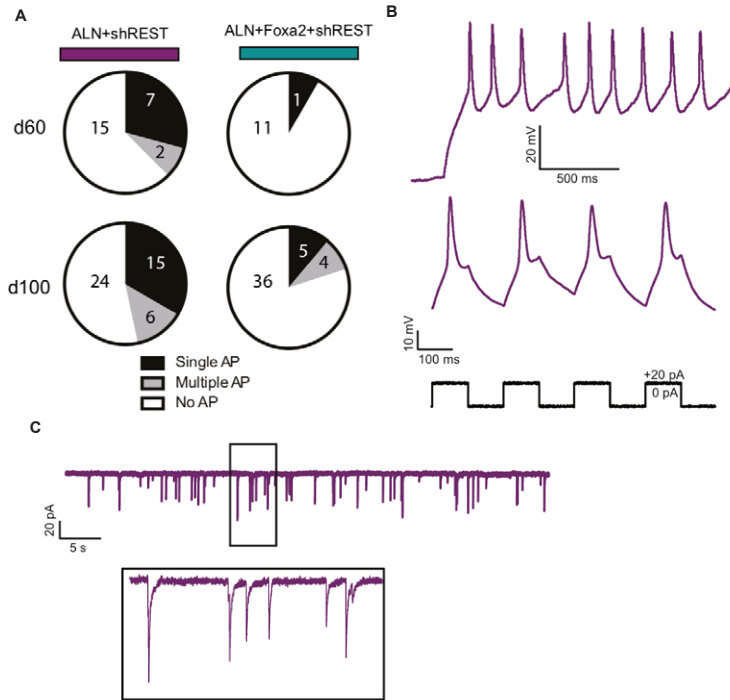 A
ALN+shREST
ALN+Foxa2+shREST
d60
15
7
2
11
1
d100
24
15
6
36
5
4
Single AP
Multiple AP
No AP
B
20 mV
500 ms
10 mV
100 ms
+20 pA
0 pA
C
20 pA
5 s